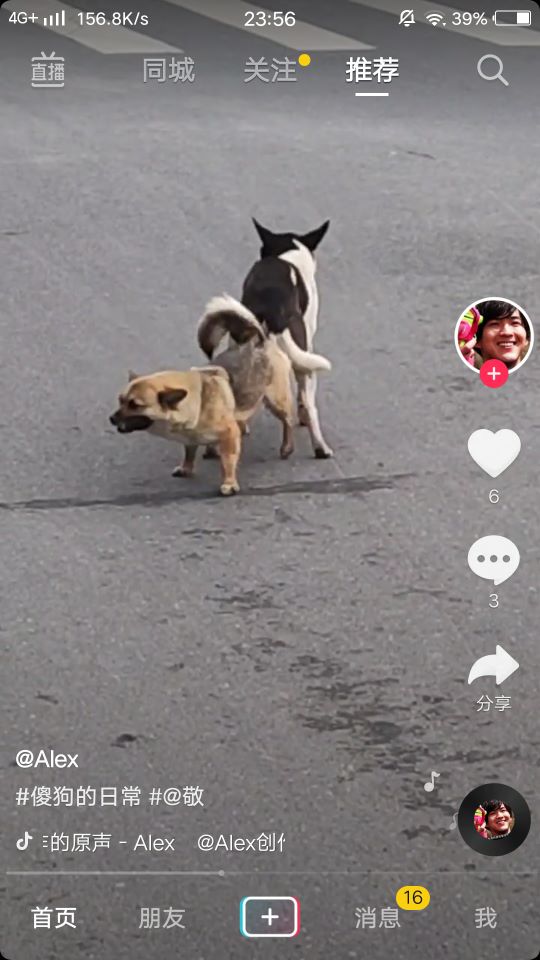 4G+ 156.8K/s 23:56 39%
直播 同城 关注 推荐
6
3
分享
@Alex
#傻狗的日常 #@敬
的原声 - Alex @Alex创
16
首页 朋友 消息 我